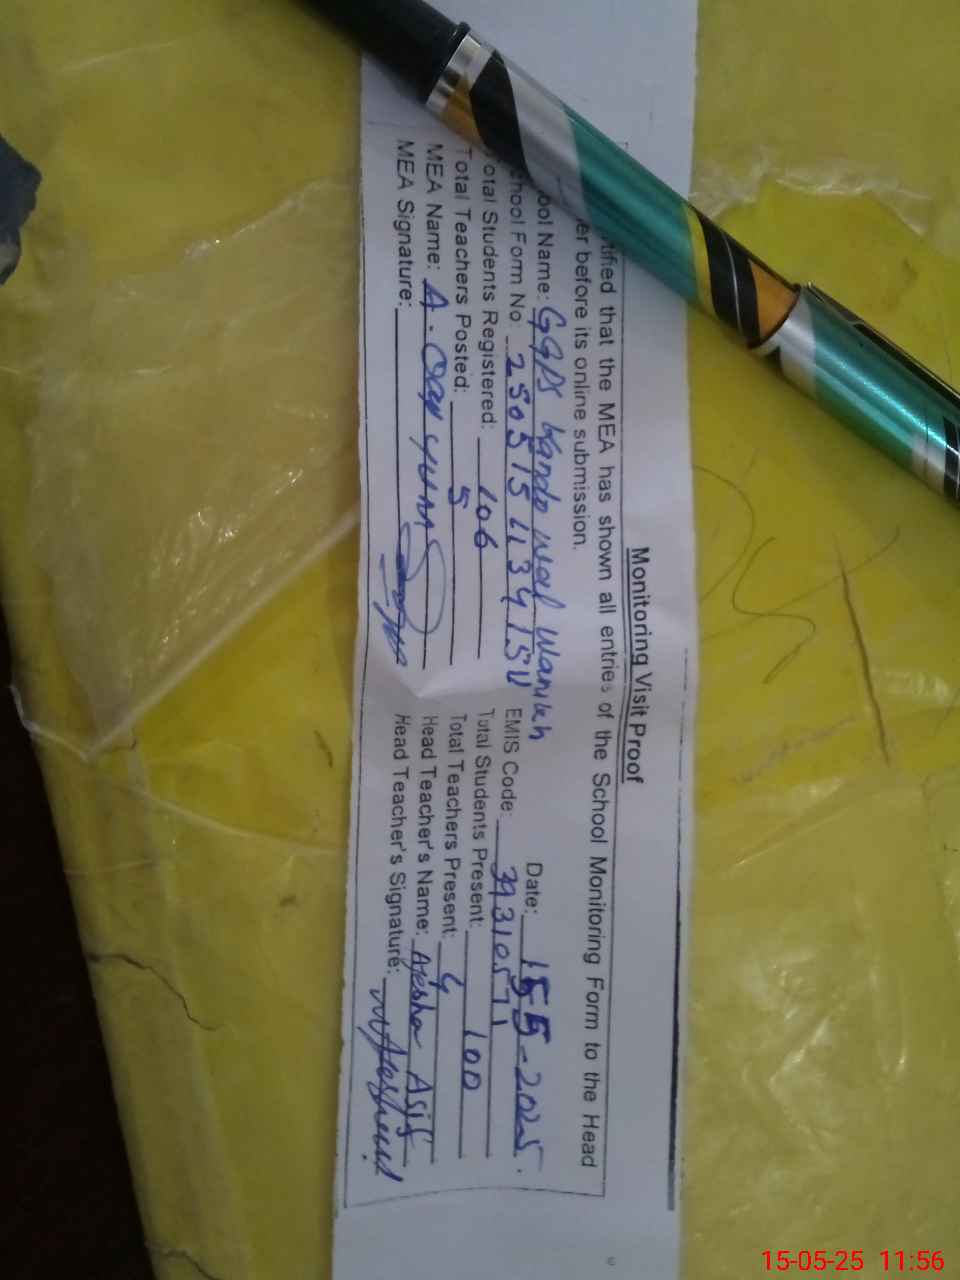 Monitoring Visit Proof
tified that the MEA has shown all entries of the School Monitoring Form to the Head
er before its online submission.
Date: 15-5-2025.
ool Name: GGPS Wanikeh
chool Form No: EMIS Code: 39310571
otal Students Registered: 106 Total Students Present: 100
Total Teachers Posted: 5 Total Teachers Present: 4
MEA Name: A. Qayyum Head Teacher's Name: Ayesha Asif
MEA Signature: Head Teacher's Signature:
15-05-25 11:56